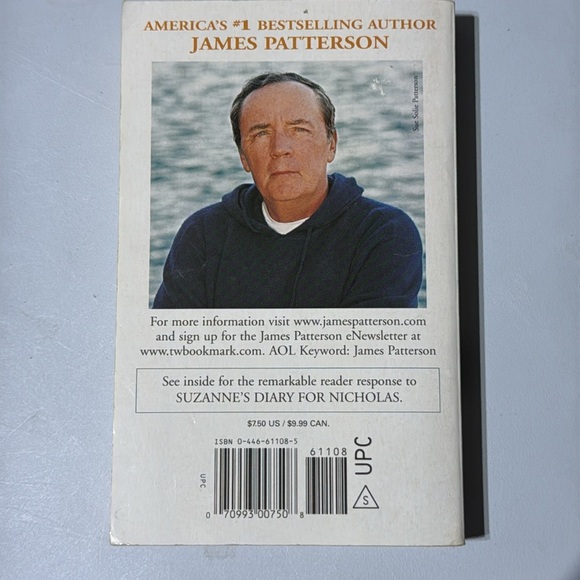 AMERICA'S #1 BESTSELLING AUTHOR
JAMES PATTERSON
Sue Solie Patterson
For more information visit www.jamespatterson.com
and sign up for the James Patterson eNewsletter at
www.twbookmark.com. AOL Keyword: James Patterson
See inside for the remarkable reader response to
SUZANNE'S DIARY FOR NICHOLAS.
$7.50 US / $9.99 CAN.
ISBN 0-446-61108-5
61108
UPC
UPC
S
0 70993 00750 8